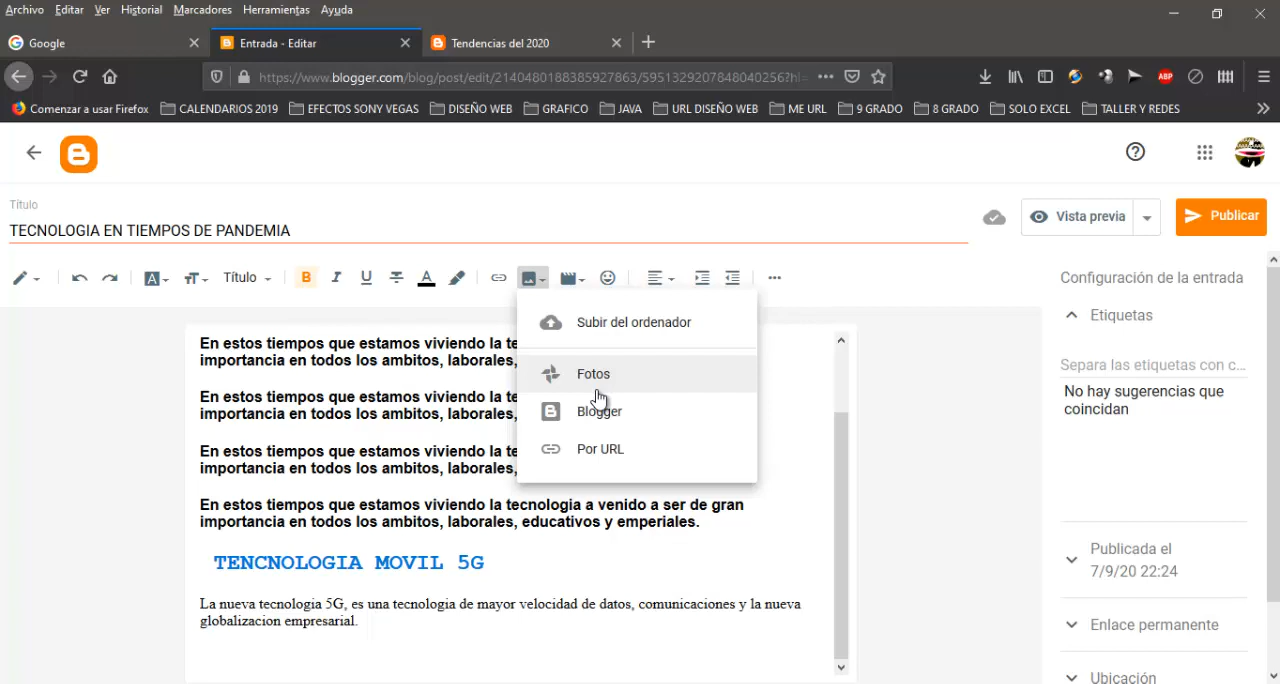 Archivo Editar Ver Historial Marcadores Herramientas Ayuda
Google Entrada - Editar Tendencias del 2020
https://www.blogger.com/blog/post/edit/2140480188385927863/5951329207848040256?hl=
Comenzar a usar Firefox CALENDARIOS 2019 EFECTOS SONY VEGAS DISEÑO WEB GRAFICO JAVA URL DISEÑO WEB ME URL 9 GRADO 8 GRADO SOLO EXCEL TALLER Y REDES
Título
TECNOLOGIA EN TIEMPOS DE PANDEMIA
Vista previa
Publicar
Título
Configuración de la entrada
Etiquetas
Separa las etiquetas con c...
No hay sugerencias que
coincidan
Publicada el
7/9/20 22:24
Enlace permanente
Ubicación
Subir del ordenador
Fotos
Blogger
Por URL
En estos tiempos que estamos viviendo la te
importancia en todos los ambitos, laborales,
En estos tiempos que estamos viviendo la te
importancia en todos los ambitos, laborales,
En estos tiempos que estamos viviendo la te
importancia en todos los ambitos, laborales,
En estos tiempos que estamos viviendo la tecnologia a venido a ser de gran
importancia en todos los ambitos, laborales, educativos y emperiales.
TENCNOLOGIA MOVIL 5G
La nueva tecnologia 5G, es una tecnologia de mayor velocidad de datos, comunicaciones y la nueva
globalizacion empresarial.